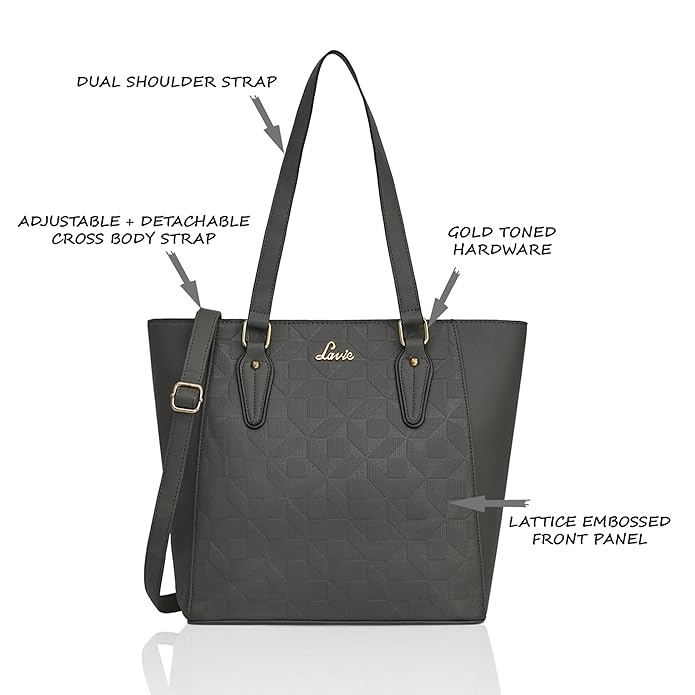 DUAL SHOULDER STRAP
ADJUSTABLE + DETACHABLE
CROSS BODY STRAP
GOLD TONED
HARDWARE
Lavie
LATTICE EMBOSSED
FRONT PANEL